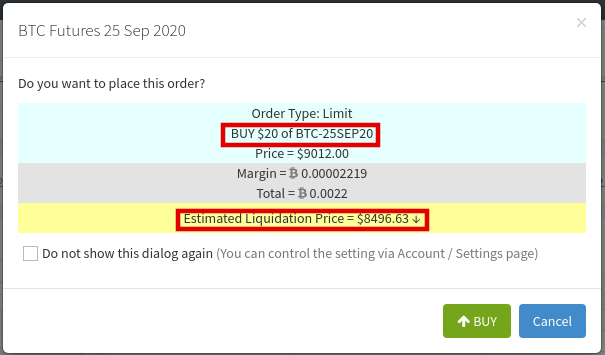 BTC Futures 25 Sep 2020
×
Do you want to place this order?
Order Type: Limit
BUY $20 of BTC-25SEP20
Price = $9012.00
Margin = ₿ 0.00002219
Total = ₿ 0.0022
Estimated Liquidation Price = $8496.63 ↓
Do not show this dialog again (You can control the setting via Account / Settings page)
BUY
Cancel